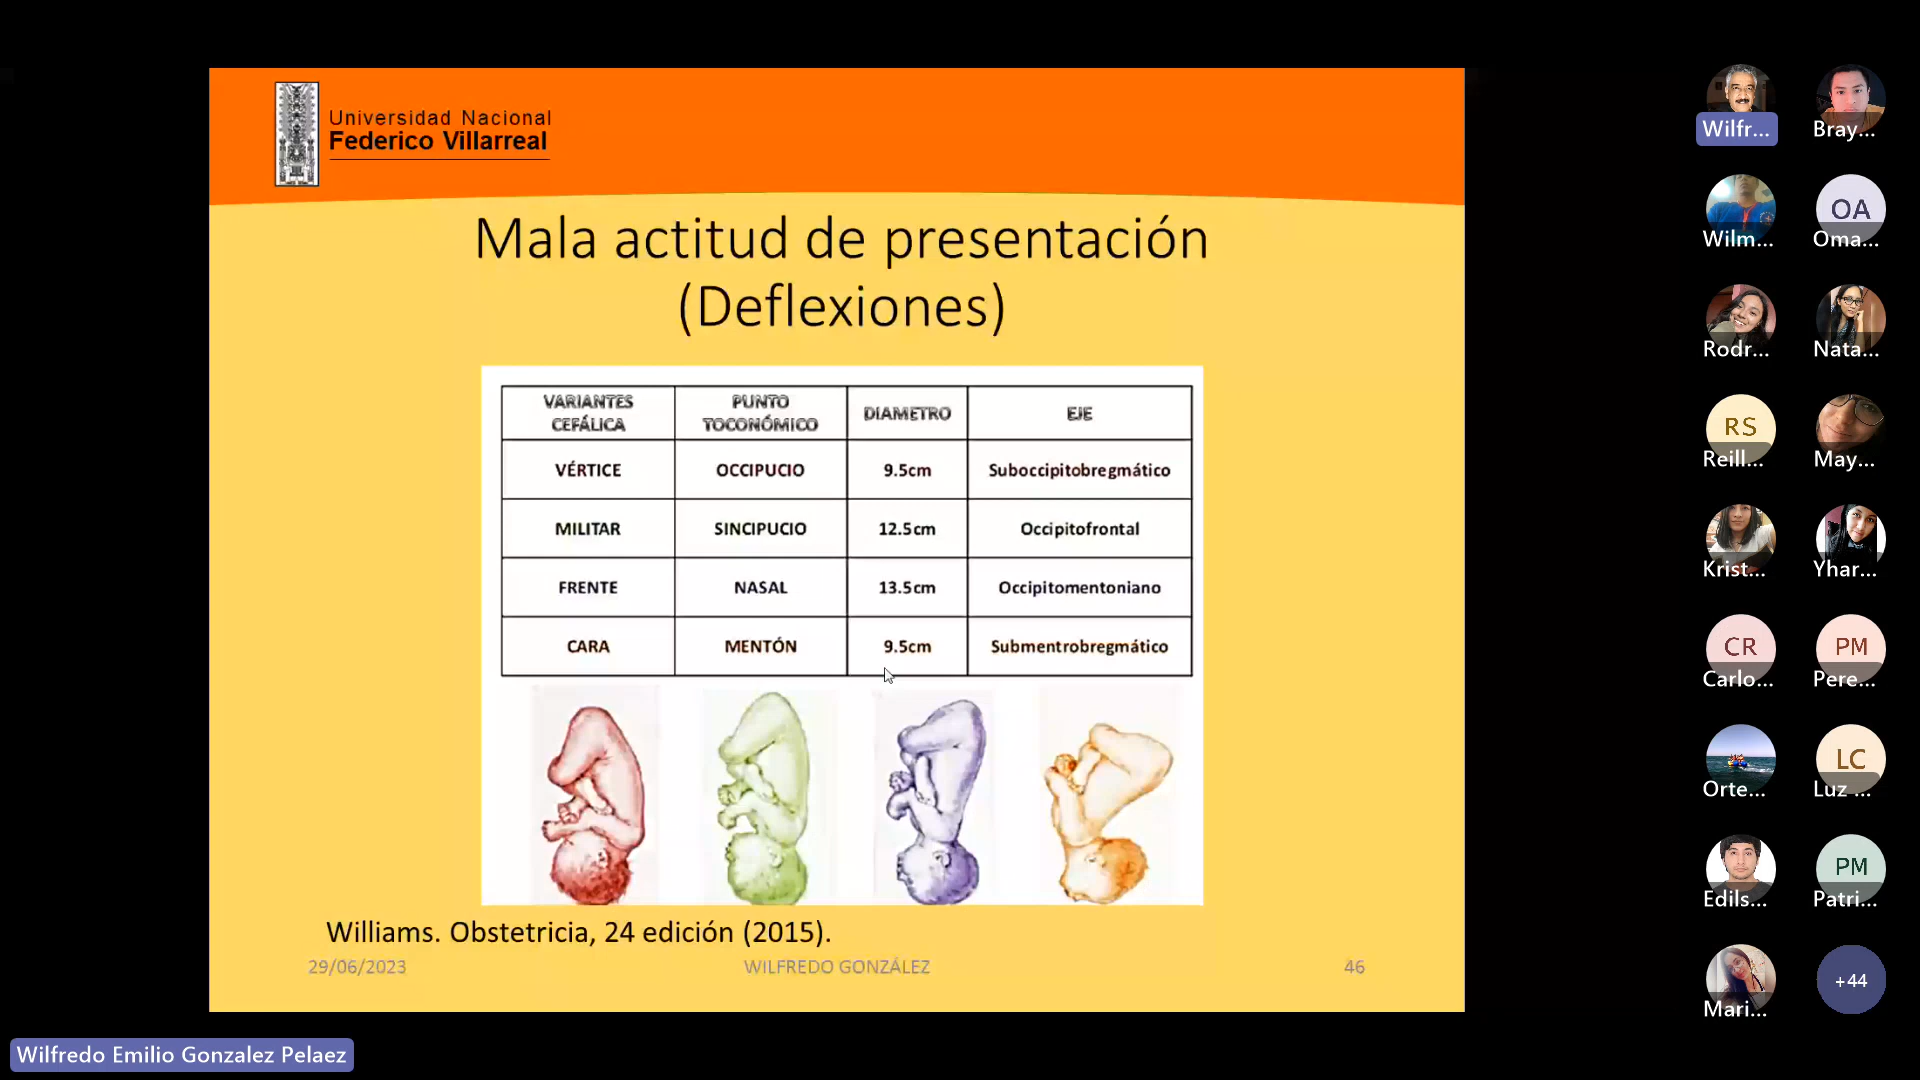 Universidad Nacional
Federico Villarreal
Mala actitud de presentación
(Deflexiones)
VARIANTES CEFÁLICA PUNTO TOCONÓMICO DIAMETRO EJE
VÉRTICE OCCIPUCIO 9.5cm Suboccipitobregmático
MILITAR SINCIPUCIO 12.5cm Occipitofrontal
FRENTE NASAL 13.5cm Occipitomentoniano
CARA MENTÓN 9.5cm Submentrobregmático
Williams. Obstetricia, 24 edición (2015).
29/06/2023 WILFREDO GONZÁLEZ 46
Wilfredo Emilio Gonzalez Pelaez
Wilfr... Bray...
Wilm... OA Oma...
Rodr... Nata...
RS Reill... May...
Krist... Yhar...
CR Carlo... PM Pere...
Orte... LC Luz ...
Edils... PM Patri...
Mari... +44